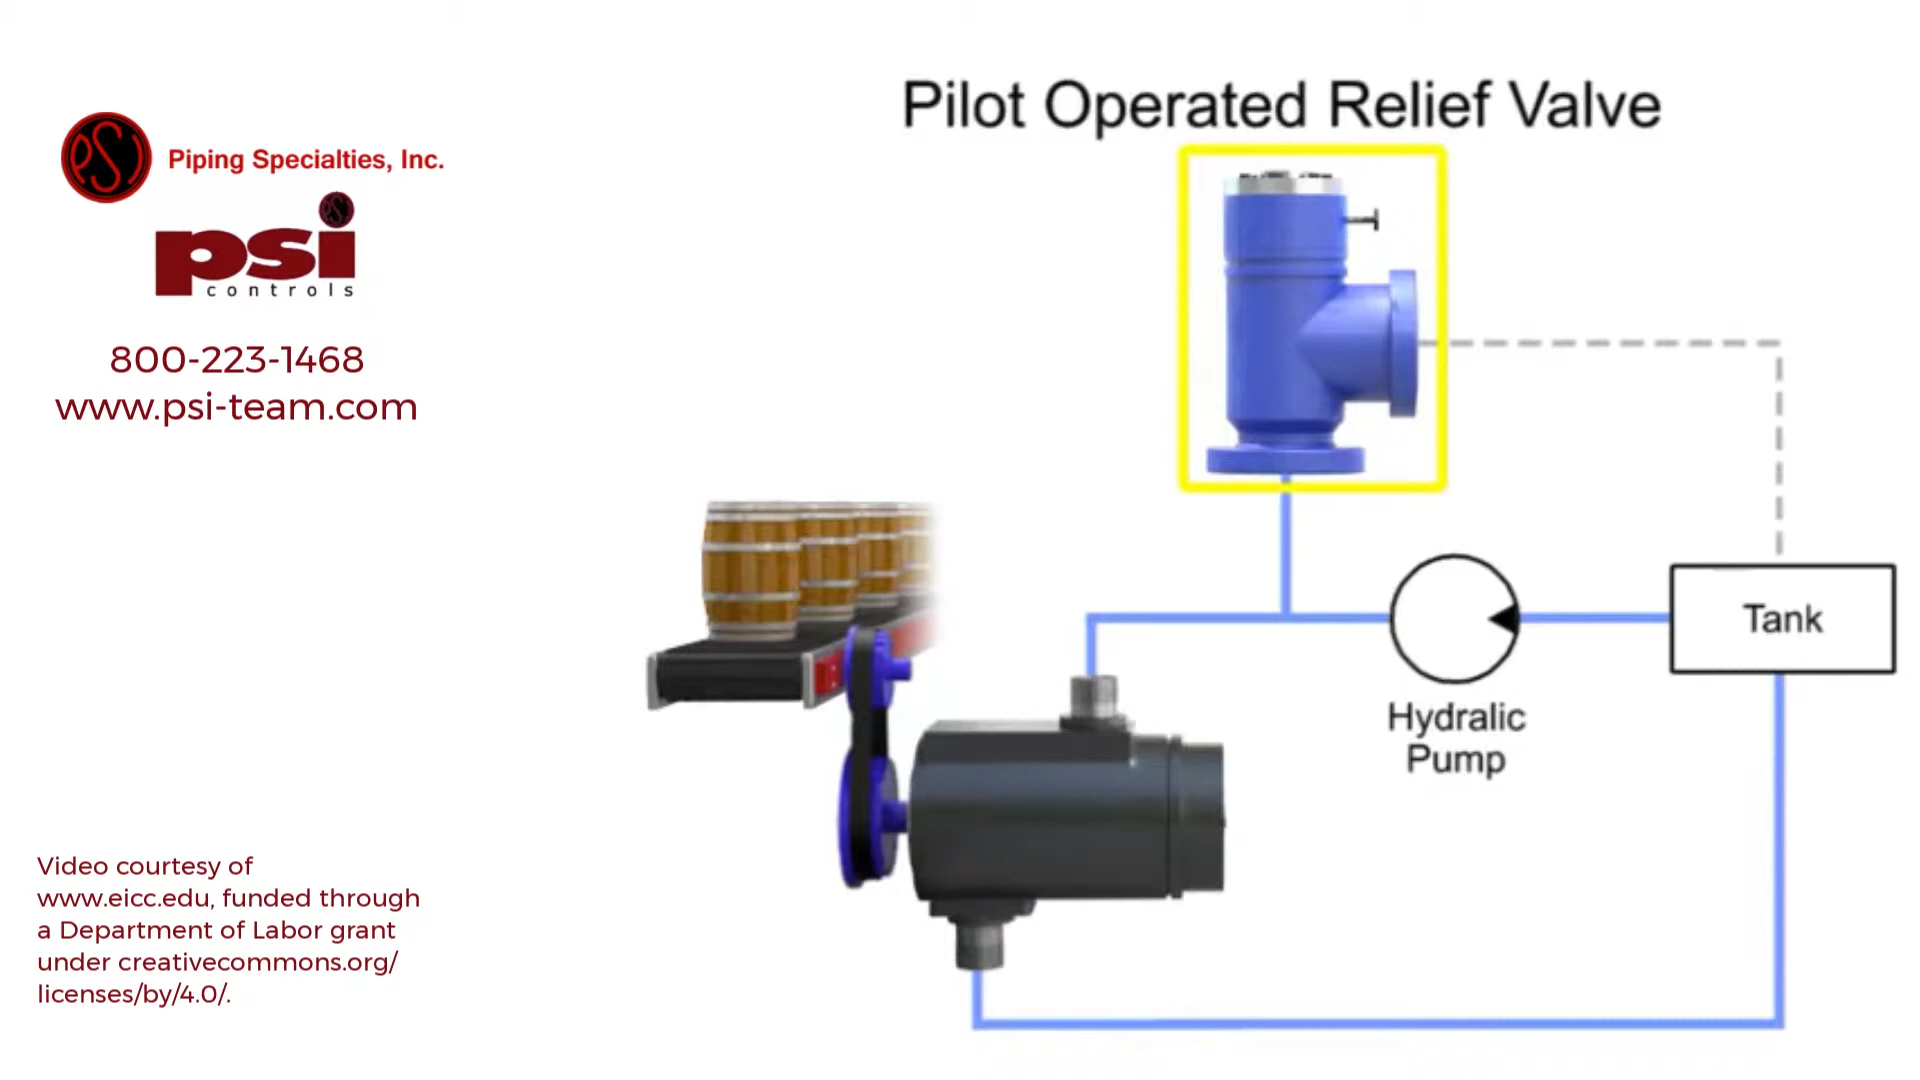 Pilot Operated Relief Valve
PSI
Piping Specialties, Inc.
psi
controls
800-223-1468
www.psi-team.com
Tank
Hydralic
Pump
Video courtesy of
www.eicc.edu, funded through
a Department of Labor grant
under creativecommons.org/
licenses/by/4.0/.